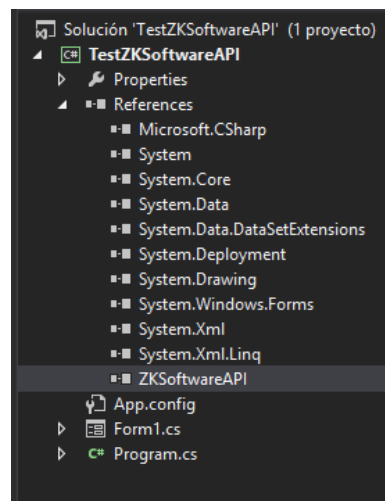 Solución 'TestZKSoftwareAPI' (1 proyecto)
C# TestZKSoftwareAPI
Properties
References
Microsoft.CSharp
System
System.Core
System.Data
System.Data.DataSetExtensions
System.Deployment
System.Drawing
System.Windows.Forms
System.Xml
System.Xml.Linq
ZKSoftwareAPI
App.config
Form1.cs
C# Program.cs